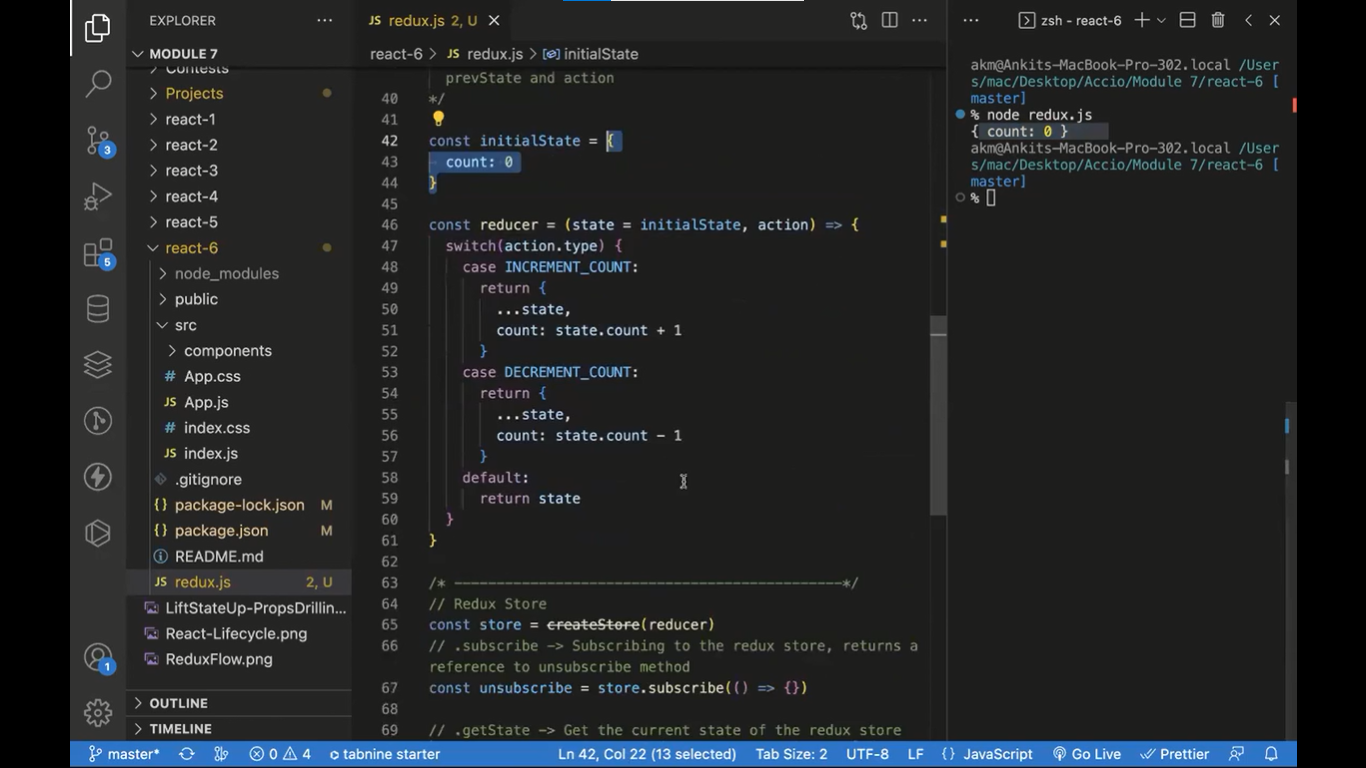 EXPLORER
MODULE 7
Contests
Projects
react-1
react-2
react-3
react-4
react-5
react-6
node_modules
public
src
components
# App.css
JS App.js
# index.css
JS index.js
.gitignore
{} package-lock.json M
{} package.json M
README.md
JS redux.js 2, U
LiftStateUp-PropsDrillin...
React-Lifecycle.png
ReduxFlow.png
OUTLINE
TIMELINE
3
5
1
JS redux.js 2, U
react-6 > JS redux.js > initialState
prevState and action
40 */
41
42 const initialState = {
43 count: 0
44 }
45
46 const reducer = (state = initialState, action) => {
47 switch(action.type) {
48 case INCREMENT_COUNT:
49 return {
50 ...state,
51 count: state.count + 1
52 }
53 case DECREMENT_COUNT:
54 return {
55 ...state,
56 count: state.count - 1
57 }
58 default:
59 return state
60 }
61 }
62
63 /* ----------------------------------------------*/
64 // Redux Store
65 const store = createStore(reducer)
66 // .subscribe -> Subscribing to the redux store, returns a
reference to unsubscribe method
67 const unsubscribe = store.subscribe(() => {})
68
69 // .getState -> Get the current state of the redux store
zsh - react-6
akm@Ankits-MacBook-Pro-302.local /User
s/mac/Desktop/Accio/Module 7/react-6 [
master]
% node redux.js
{ count: 0 }
akm@Ankits-MacBook-Pro-302.local /User
s/mac/Desktop/Accio/Module 7/react-6 [
master]
%
master* 0 4 tabnine starter Ln 42, Col 22 (13 selected) Tab Size: 2 UTF-8 LF {} JavaScript Go Live Prettier